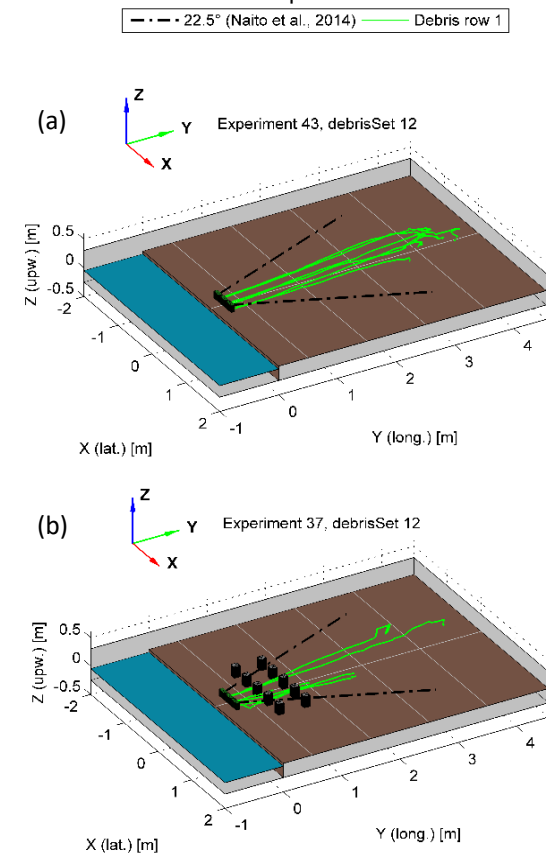 22.5° (Naito et al., 2014) Debris row 1
(a)
Z
Y
X
Experiment 43, debrisSet 12
Z (upw.) [m]
0.5
0
-0.5
-2
-1
0
1
2
X (lat.) [m]
-1
0
1
2
3
4
Y (long.) [m]
(b)
Z
Y
X
Experiment 37, debrisSet 12
Z (upw.) [m]
0.5
0
-0.5
-2
-1
0
1
2
X (lat.) [m]
-1
0
1
2
3
4
Y (long.) [m]